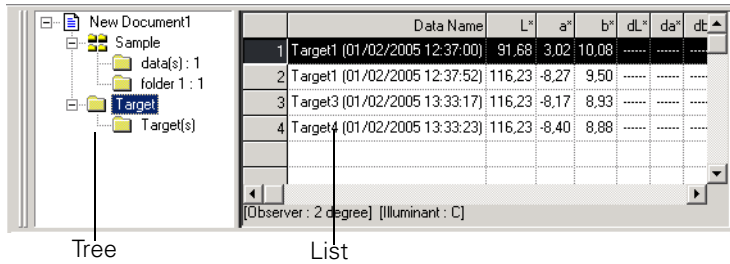 New Document1
Sample
data(s) : 1
folder 1 : 1
Target
Target(s)
Data Name L* a* b* dL* da* dt
1 Target1 (01/02/2005 12:37:00) 91,68 3,02 10,08 ----- ----- ----
2 Target1 (01/02/2005 12:37:52) 116,23 -8,27 9,50 ----- ----- ----
3 Target3 (01/02/2005 13:33:17) 116,23 -8,17 8,93 ----- ----- ----
4 Target4 (01/02/2005 13:33:23) 116,23 -8,40 8,88 ----- ----- ----
[Observer : 2 degree] [Illuminant : C]
Tree
List